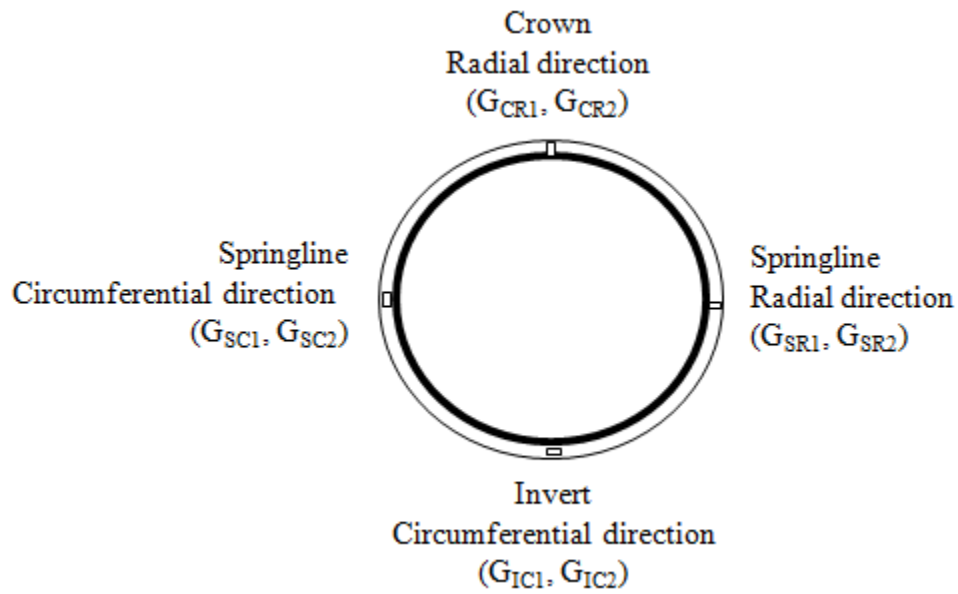 Crown
Radial direction
(G_CR1, G_CR2)
Springline
Circumferential direction
(G_SC1, G_SC2)
Springline
Radial direction
(G_SR1, G_SR2)
Invert
Circumferential direction
(G_IC1, G_IC2)